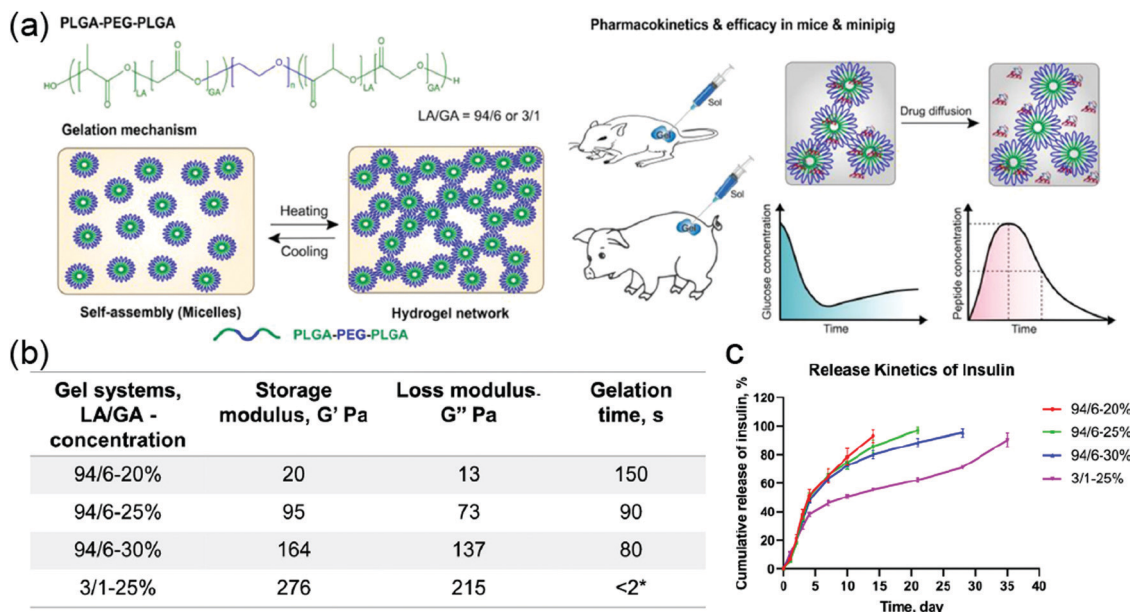 (a)
PLGA-PEG-PLGA
HO
O
O
O
O
LA
GA
O
n
O
O
O
O
LA
GA
H
LA/GA = 94/6 or 3/1
Gelation mechanism
Heating
Cooling
Self-assembly (Micelles)
Hydrogel network
PLGA-PEG-PLGA
Pharmacokinetics & efficacy in mice & minipig
Sol
Gel
Sol
Gel
Drug diffusion
Glucose concentration
Time
Peptide concentration
Time
(b)
Gel systems, LA/GA - concentration
Storage modulus, G' Pa
Loss modulus- G'' Pa
Gelation time, s
94/6-20% 20 13 150
94/6-25% 95 73 90
94/6-30% 164 137 80
3/1-25% 276 215 <2*
c
Release Kinetics of Insulin
Cumulative release of insulin, %
120
100
80
60
40
20
0
0 5 10 15 20 25 30 35 40
Time, day
94/6-20%
94/6-25%
94/6-30%
3/1-25%